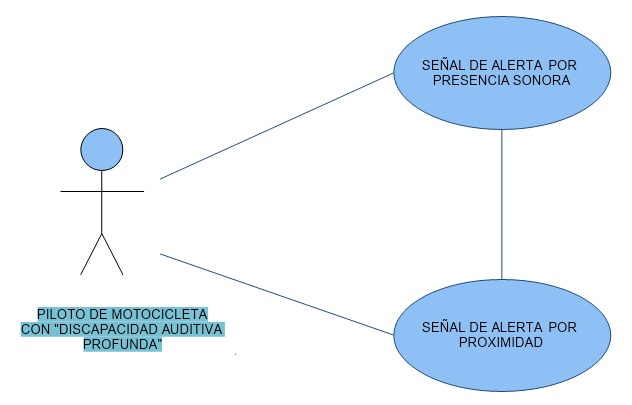 SEÑAL DE ALERTA POR
PRESENCIA SONORA
PILOTO DE MOTOCICLETA
CON "DISCAPACIDAD AUDITIVA
PROFUNDA"
SEÑAL DE ALERTA POR
PROXIMIDAD